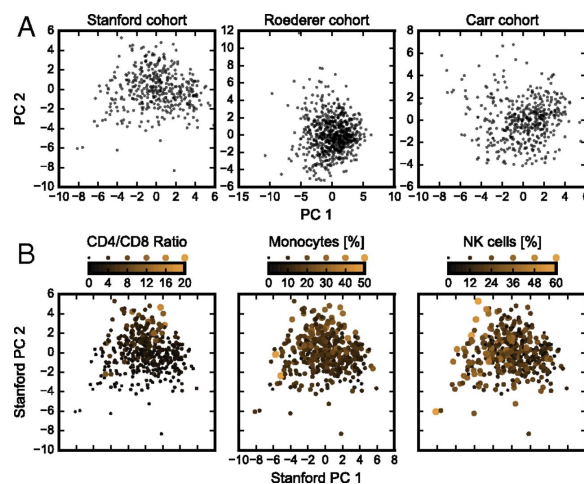 A
Stanford cohort Roederer cohort Carr cohort
PC 2
6 4 2 0 −2 −4 −6 −8 −10
−10 −8 −6 −4 −2 0 2 4 6
12 10 8 6 4 2 0 −2 −4 −6
−15 −10 −5 0 5 10
8 6 4 2 0 −2 −4 −6
−10 −8 −6 −4 −2 0 2 4 6
PC 1
B
CD4/CD8 Ratio Monocytes [%] NK cells [%]
0 4 8 12 16 20
0 10 20 30 40 50
0 12 24 36 48 60
Stanford PC 2
6 4 2 0 −2 −4 −6 −8 −10
−10 −8 −6 −4 −2 0 2 4 6 8
Stanford PC 1